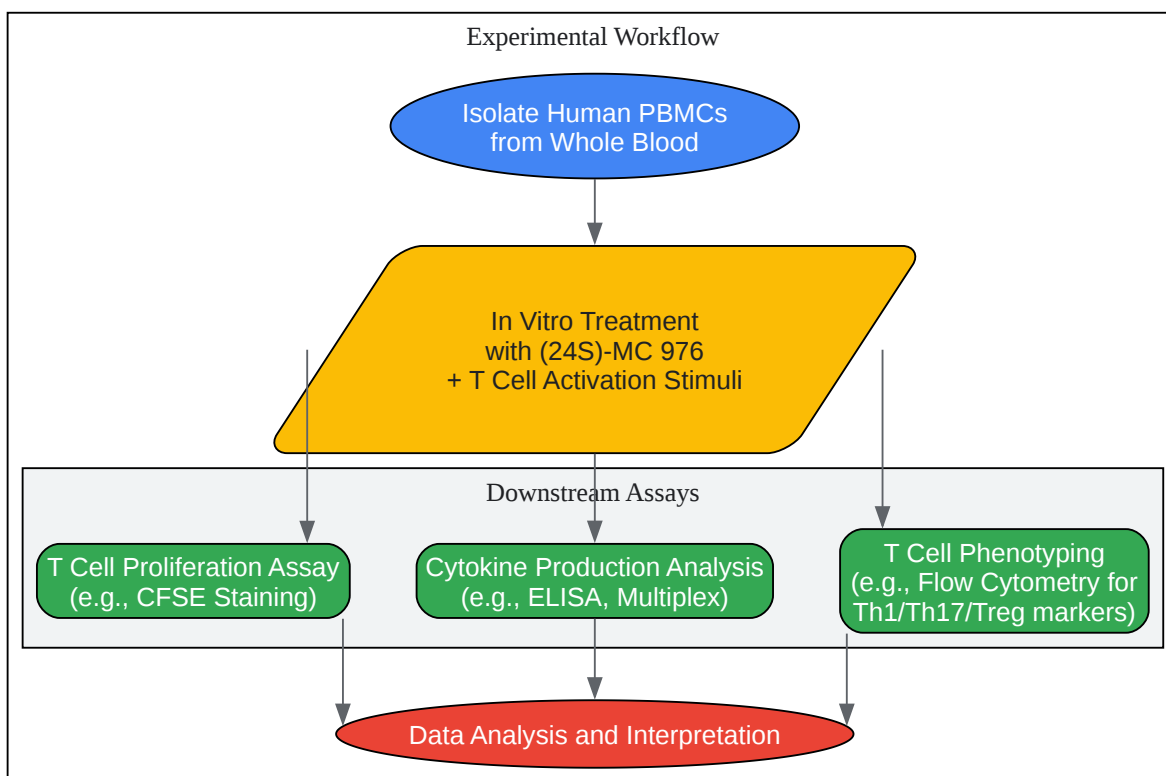 Experimental Workflow
Isolate Human PBMCs
from Whole Blood
In Vitro Treatment
with (24S)-MC 976
+ T Cell Activation Stimuli
Downstream Assays
T Cell Proliferation Assay
(e.g., CFSE Staining)
Cytokine Production Analysis
(e.g., ELISA, Multiplex)
T Cell Phenotyping
(e.g., Flow Cytometry for
Th1/Th17/Treg markers)
Data Analysis and Interpretation